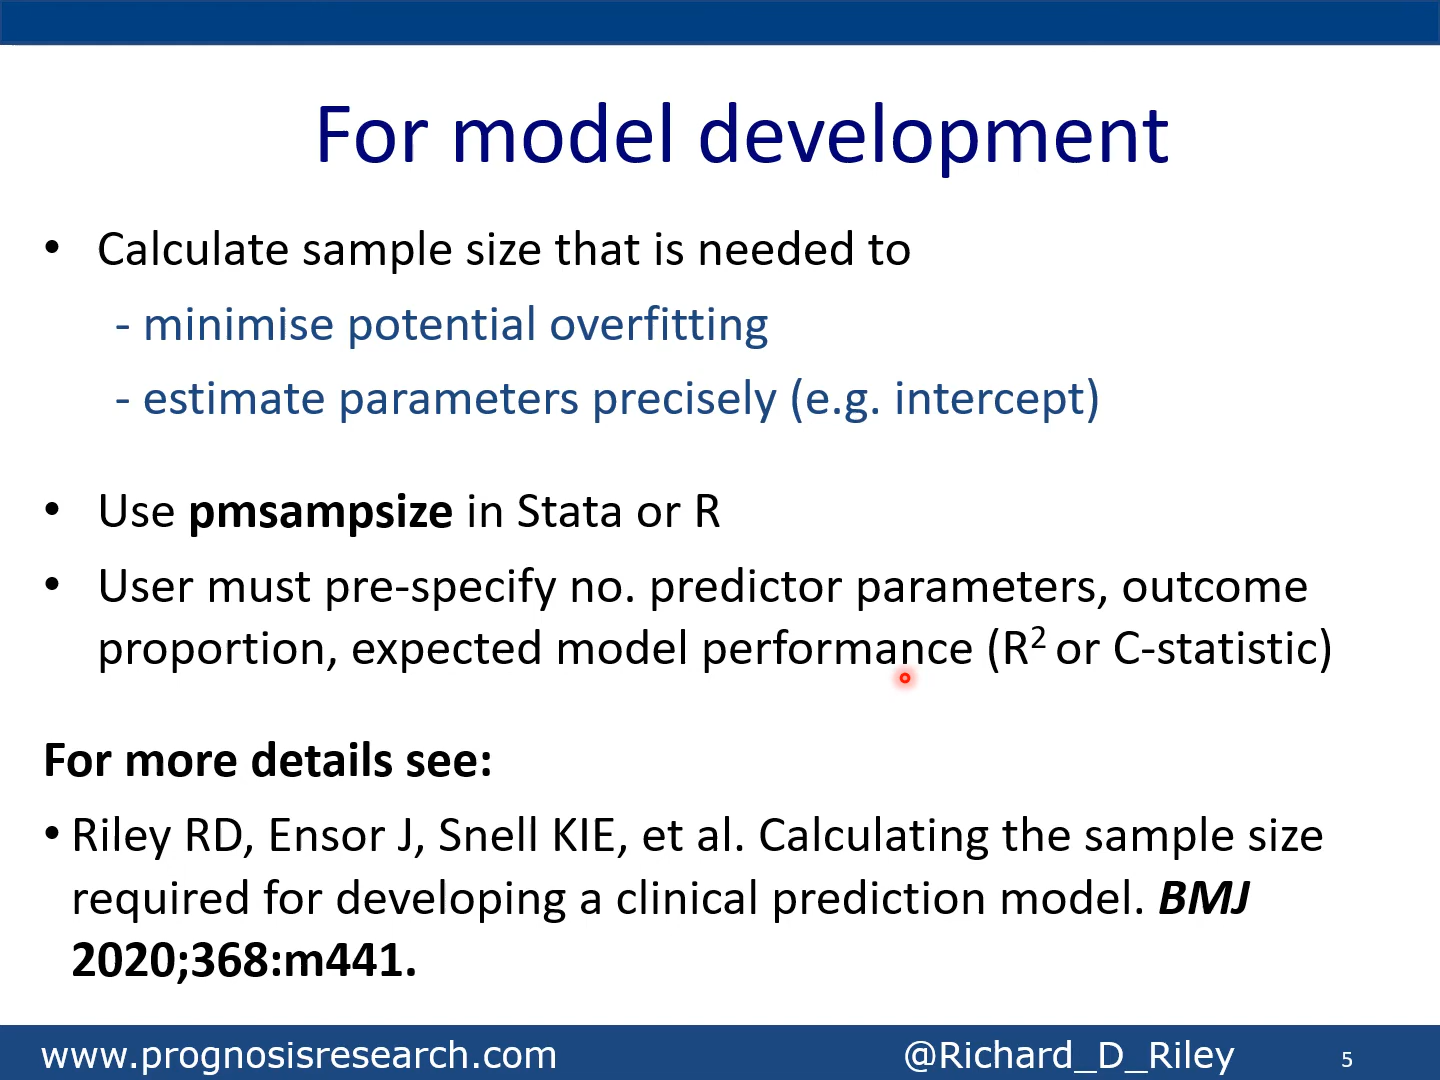 For model development
• Calculate sample size that is needed to
- minimise potential overfitting
- estimate parameters precisely (e.g. intercept)
• Use pmsampsize in Stata or R
• User must pre-specify no. predictor parameters, outcome
proportion, expected model performance (R² or C-statistic)
For more details see:
• Riley RD, Ensor J, Snell KIE, et al. Calculating the sample size
required for developing a clinical prediction model. BMJ
2020;368:m441.
www.prognosisresearch.com @Richard_D_Riley 5